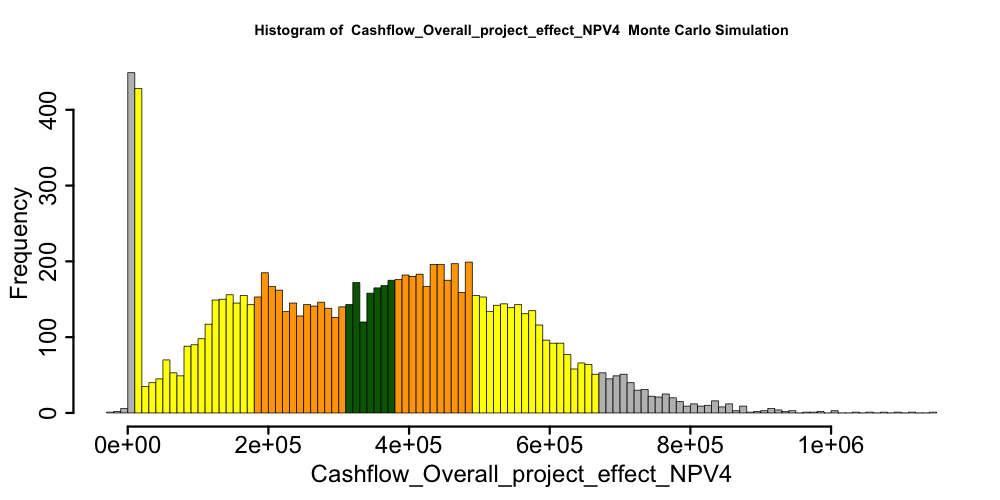 Histogram of  Cashflow_Overall_project_effect_NPV4  Monte Carlo Simulation
Frequency
400
300
200
100
0
0e+00 2e+05 4e+05 6e+05 8e+05 1e+06
Cashflow_Overall_project_effect_NPV4